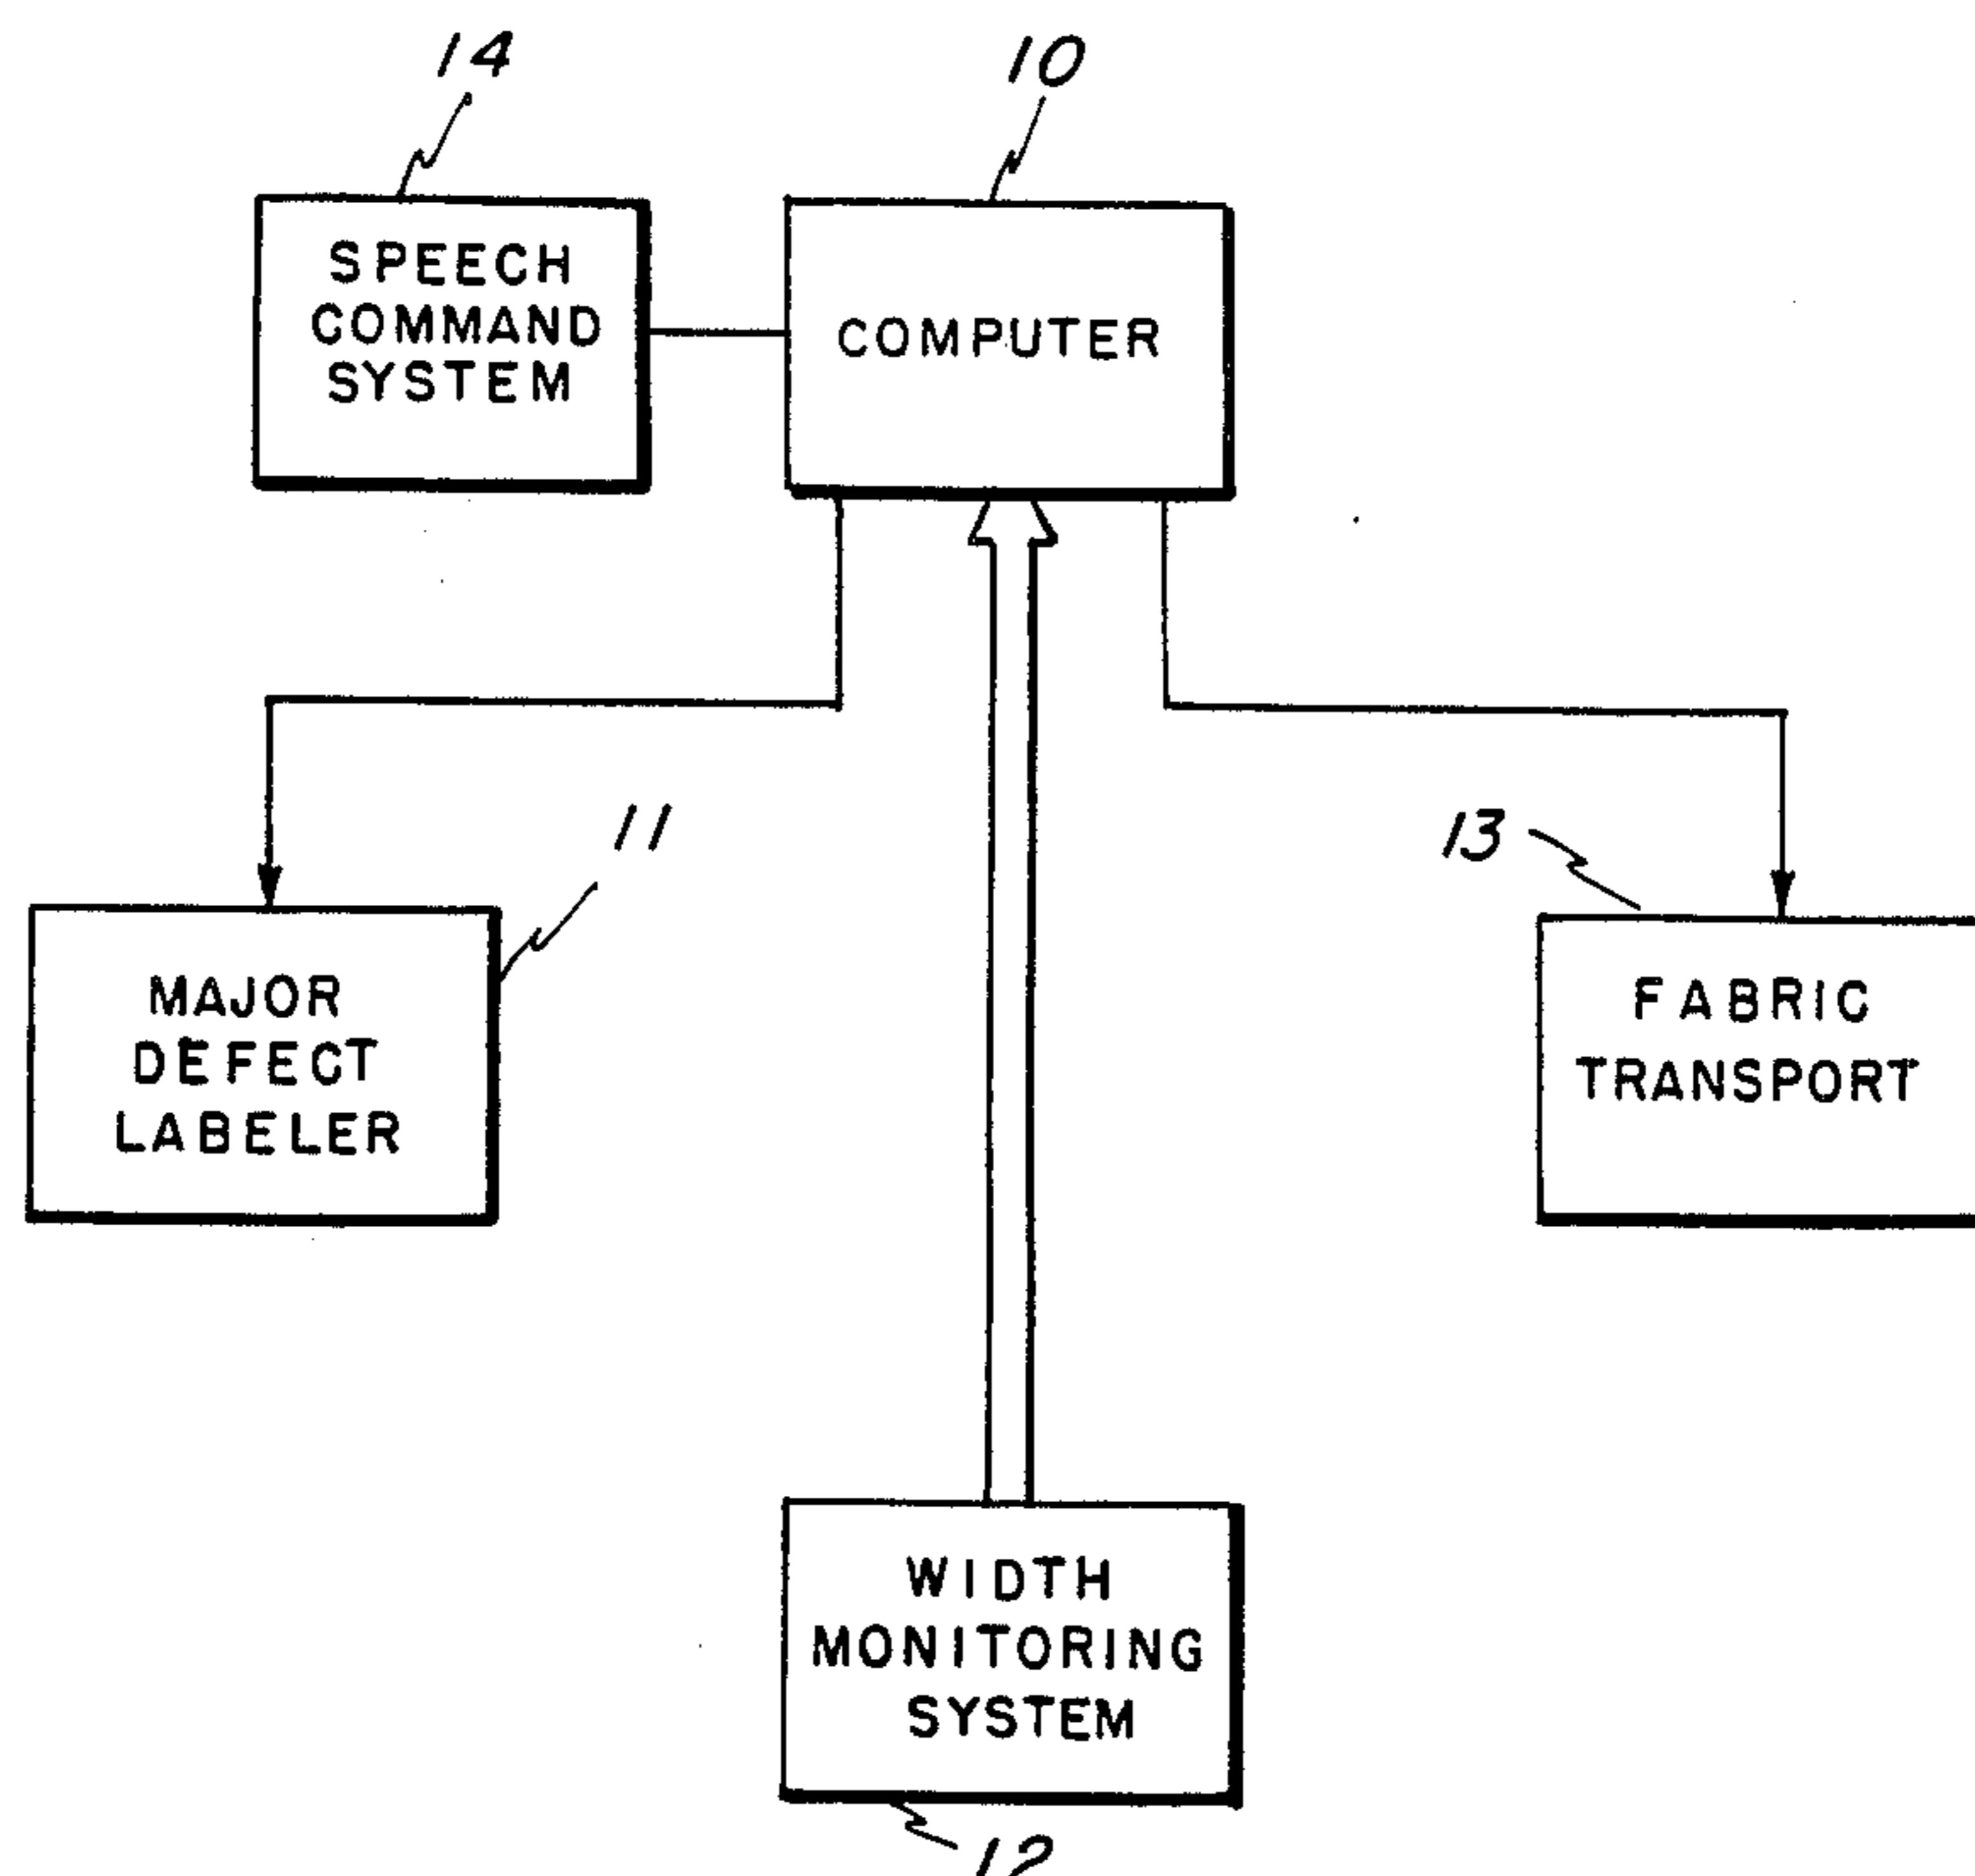 14
10
SPEECH
COMMAND
SYSTEM
COMPUTER
11
13
MAJOR
DEFECT
LABELER
FABRIC
TRANSPORT
WIDTH
MONITORING
SYSTEM
12